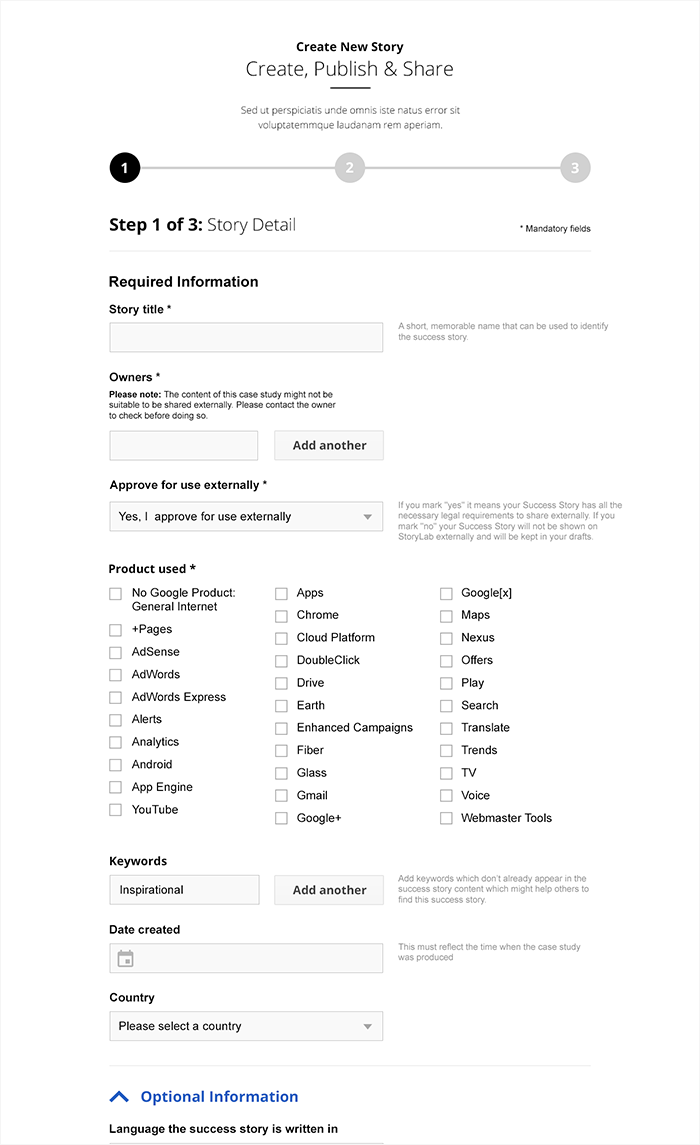 Create New Story
Create, Publish & Share
Sed ut perspiciatis unde omnis iste natus error sit
voluptatemmque laudanam rem aperiam.
1 2 3
Step 1 of 3: Story Detail
* Mandatory fields
Required Information
Story title *
A short, memorable name that can be used to identify
the success story.
Owners *
Please note: The content of this case study might not be
suitable to be shared externally. Please contact the owner
to check before doing so.
Add another
Approve for use externally *
Yes, I approve for use externally
If you mark "yes" it means your Success Story has all the
necessary legal requirements to share externally. If you
mark "no" your Success Story will not be shown on
StoryLab externally and will be kept in your drafts.
Product used *
No Google Product:
General Internet
+Pages
AdSense
AdWords
AdWords Express
Alerts
Analytics
Android
App Engine
YouTube
Apps
Chrome
Cloud Platform
DoubleClick
Drive
Earth
Enhanced Campaigns
Fiber
Glass
Gmail
Google+
Google[x]
Maps
Nexus
Offers
Play
Search
Translate
Trends
TV
Voice
Webmaster Tools
Keywords
Inspirational
Add another
Add keywords which don't already appear in the
success story content which might help others to
find this success story.
Date created
This must reflect the time when the case study
was produced
Country
Please select a country
Optional Information
Language the success story is written in